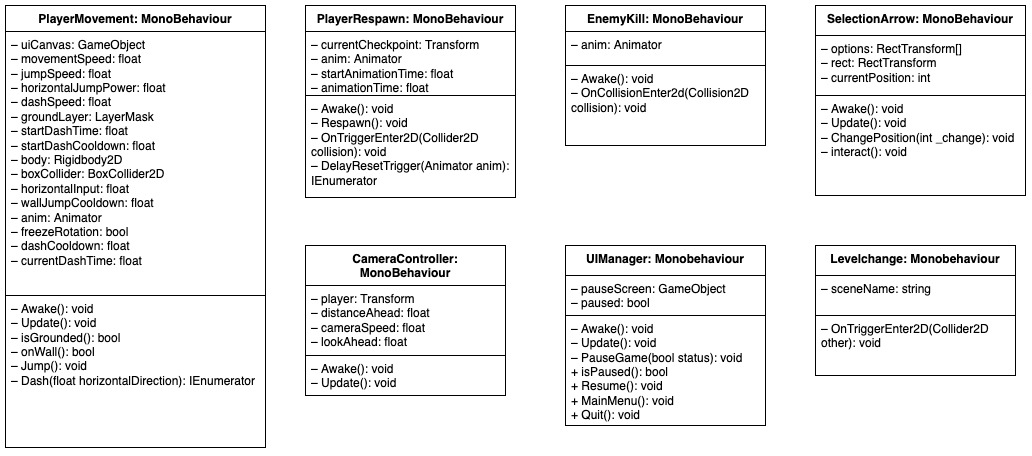 PlayerMovement: MonoBehaviour
– uiCanvas: GameObject
– movementSpeed: float
– jumpSpeed: float
– horizontalJumpPower: float
– dashSpeed: float
– groundLayer: LayerMask
– startDashTime: float
– startDashCooldown: float
– body: Rigidbody2D
– boxCollider: BoxCollider2D
– horizontalInput: float
– wallJumpCooldown: float
– anim: Animator
– freezeRotation: bool
– dashCooldown: float
– currentDashTime: float
– Awake(): void
– Update(): void
– isGrounded(): bool
– onWall(): bool
– Jump(): void
– Dash(float horizontalDirection): IEnumerator
PlayerRespawn: MonoBehaviour
– currentCheckpoint: Transform
– anim: Animator
– startAnimationTime: float
– animationTime: float
– Awake(): void
– Respawn(): void
– OnTriggerEnter2D(Collider2D
collision): void
– DelayResetTrigger(Animator anim):
IEnumerator
EnemyKill: MonoBehaviour
– anim: Animator
– Awake(): void
– OnCollisionEnter2d(Collision2D
collision): void
SelectionArrow: MonoBehaviour
– options: RectTransform[]
– rect: RectTransform
– currentPosition: int
– Awake(): void
– Update(): void
– ChangePosition(int _change): void
– interact(): void
CameraController:
MonoBehaviour
– player: Transform
– distanceAhead: float
– cameraSpeed: float
– lookAhead: float
– Awake(): void
– Update(): void
UIManager: Monobehaviour
– pauseScreen: GameObject
– paused: bool
– Awake(): void
– Update(): void
– PauseGame(bool status): void
+ isPaused(): bool
+ Resume(): void
+ MainMenu(): void
+ Quit(): void
Levelchange: Monobehaviour
– sceneName: string
– OnTriggerEnter2D(Collider2D
other): void